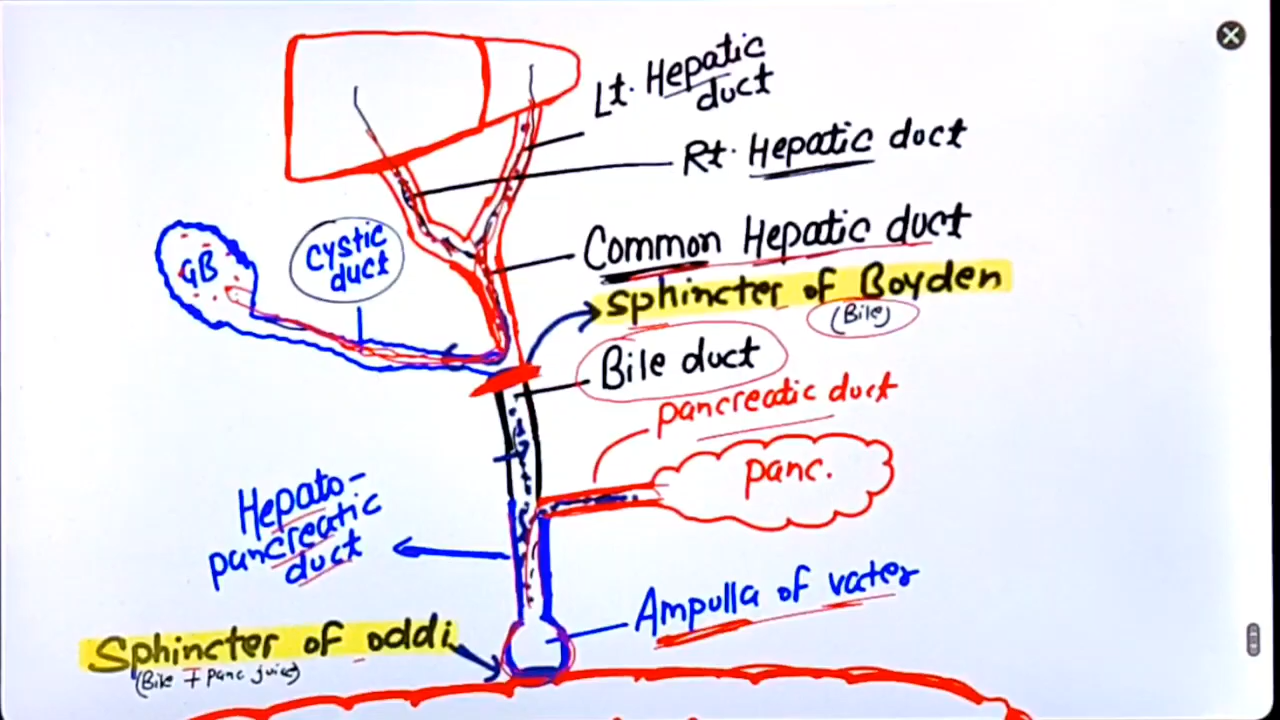 Lt. Hepatic
duct
Rt. Hepatic duct
Common Hepatic duct
GB
Cystic
duct
sphincter of Boyden
(Bile)
Bile duct
pancreatic duct
panc.
Hepato-
pancreatic
duct
Ampulla of vater
Sphincter of oddi
(Bile + panc juice)